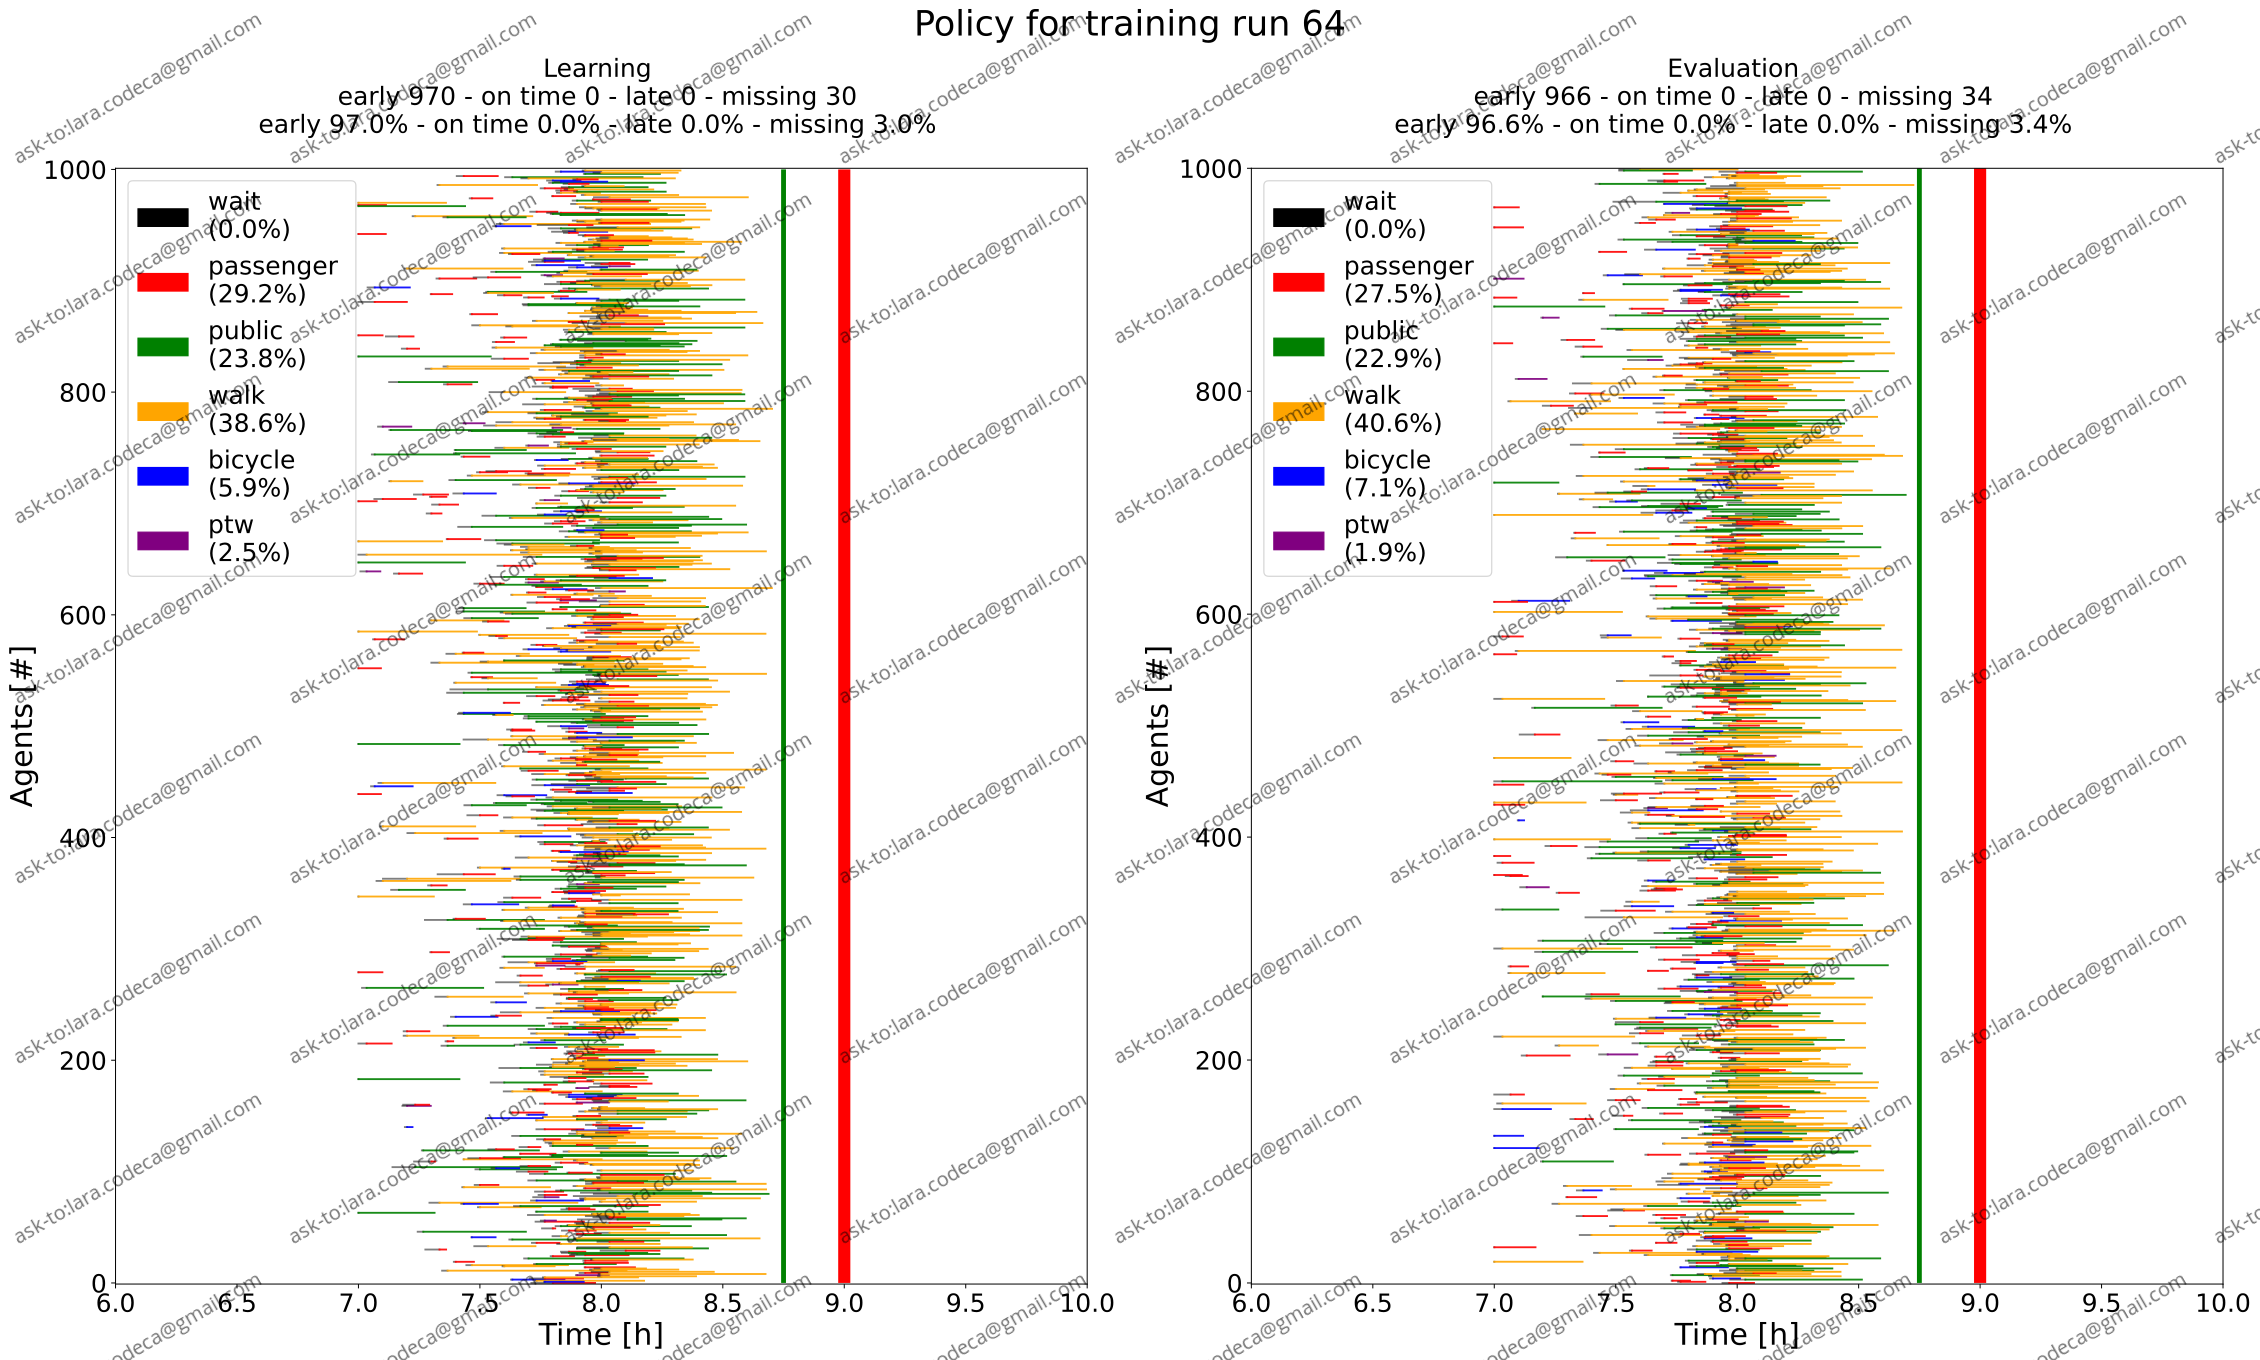 Policy for training run 64
Learning
early 970 - on time 0 - late 0 - missing 30
early 97.0% - on time 0.0% - late 0.0% - missing 3.0%
1000
800
600
400
200
0
Agents [#]
wait
(0.0%)
passenger
(29.2%)
public
(23.8%)
walk
(38.6%)
bicycle
(5.9%)
ptw
(2.5%)
6.0 6.5 7.0 7.5 8.0 8.5 9.0 9.5 10.0
Time [h]
Evaluation
early 966 - on time 0 - late 0 - missing 34
early 96.6% - on time 0.0% - late 0.0% - missing 3.4%
1000
800
600
400
200
0
Agents [#]
wait
(0.0%)
passenger
(27.5%)
public
(22.9%)
walk
(40.6%)
bicycle
(7.1%)
ptw
(1.9%)
6.0 6.5 7.0 7.5 8.0 8.5 9.0 9.5 10.0
Time [h]
ask-to:lara.codeca@gmail.com